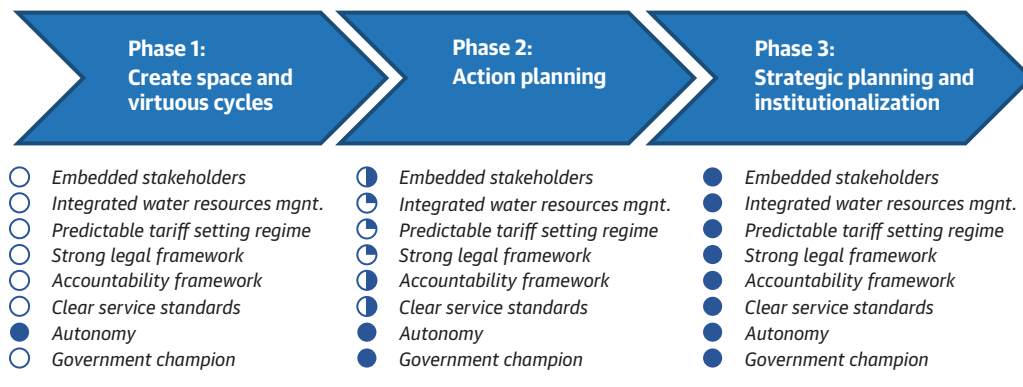 Phase 1:
Create space and
virtuous cycles
Phase 2:
Action planning
Phase 3:
Strategic planning and
institutionalization
Embedded stakeholders
Integrated water resources mgnt.
Predictable tariff setting regime
Strong legal framework
Accountability framework
Clear service standards
Autonomy
Government champion
Embedded stakeholders
Integrated water resources mgnt.
Predictable tariff setting regime
Strong legal framework
Accountability framework
Clear service standards
Autonomy
Government champion
Embedded stakeholders
Integrated water resources mgnt.
Predictable tariff setting regime
Strong legal framework
Accountability framework
Clear service standards
Autonomy
Government champion